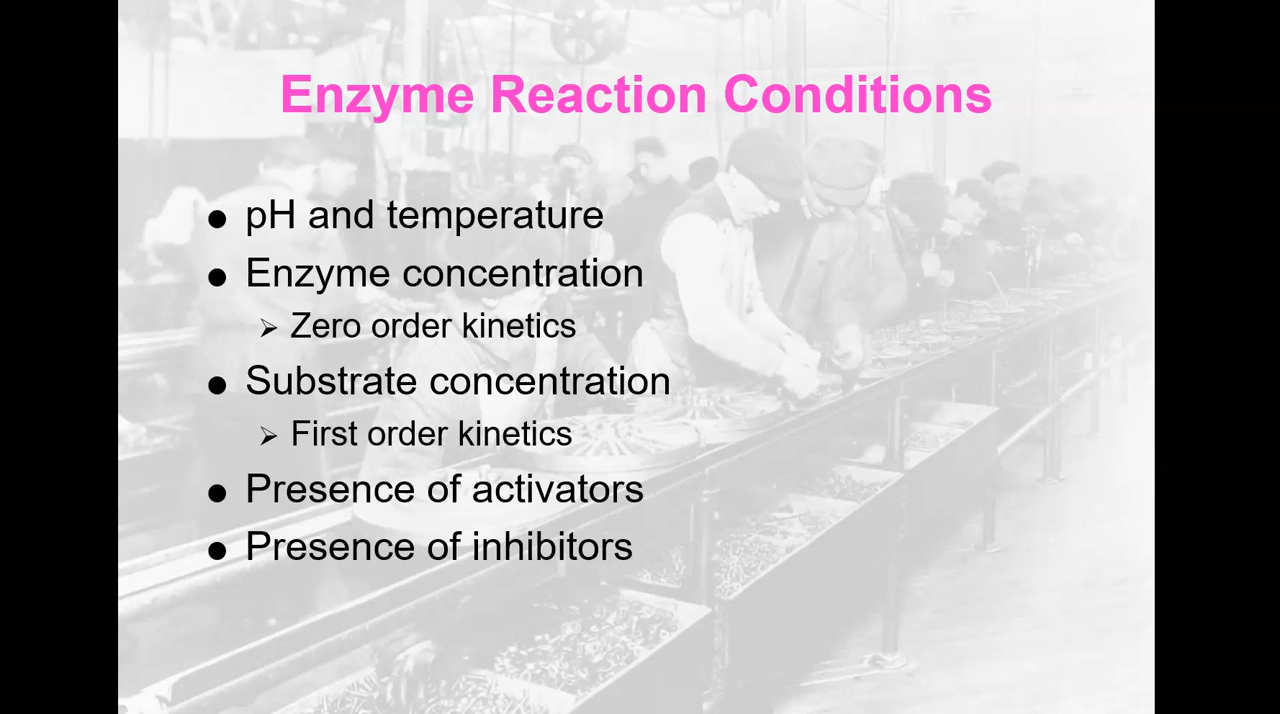 Enzyme Reaction Conditions
● pH and temperature
● Enzyme concentration
➢ Zero order kinetics
● Substrate concentration
➢ First order kinetics
● Presence of activators
● Presence of inhibitors